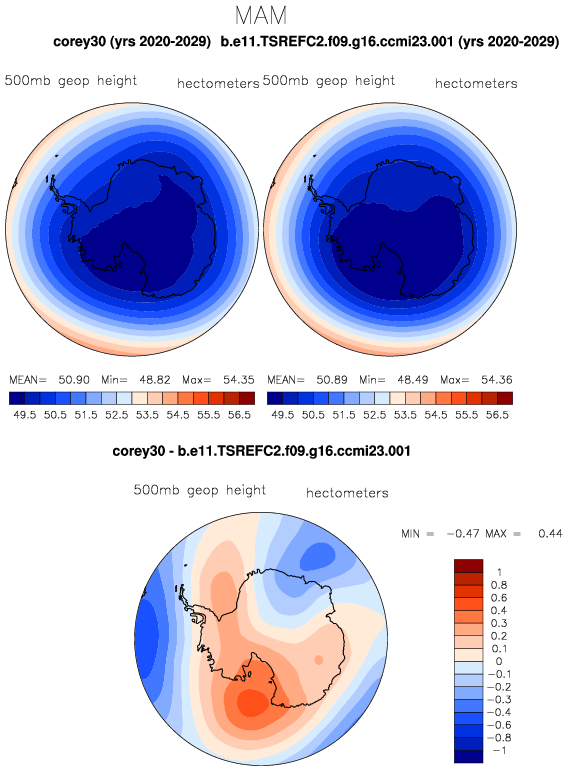 MAM
corey30 (yrs 2020-2029) b.e11.TSREFC2.f09.g16.ccmi23.001 (yrs 2020-2029)
500mb geop height hectometers 500mb geop height hectometers
MEAN= 50.90 Min= 48.82 Max= 54.35 MEAN= 50.89 Min= 48.49 Max= 54.36
49.5 50.5 51.5 52.5 53.5 54.5 55.5 56.5 49.5 50.5 51.5 52.5 53.5 54.5 55.5 56.5
corey30 - b.e11.TSREFC2.f09.g16.ccmi23.001
500mb geop height hectometers
MIN = -0.47 MAX = 0.44
1
0.8
0.6
0.4
0.3
0.2
0.1
0
-0.1
-0.2
-0.3
-0.4
-0.6
-0.8
-1